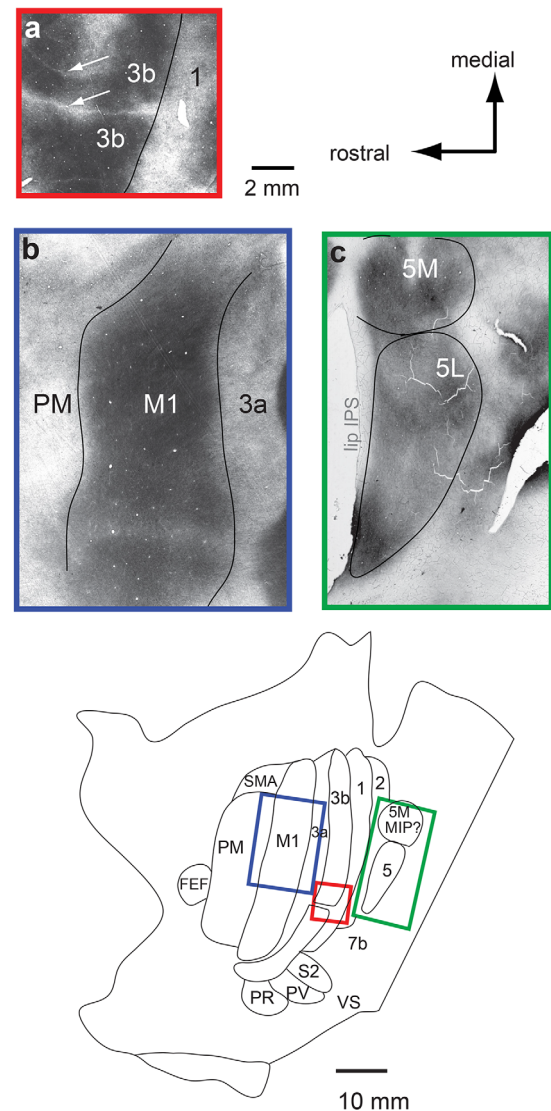 a
3b
1
3b
medial
rostral
2 mm
b
PM
M1
3a
c
5M
5L
lip IPS
SMA
PM
M1
3a
3b
1
2
5M
MIP?
5
FEF
7b
S2
PR
PV
VS
10 mm